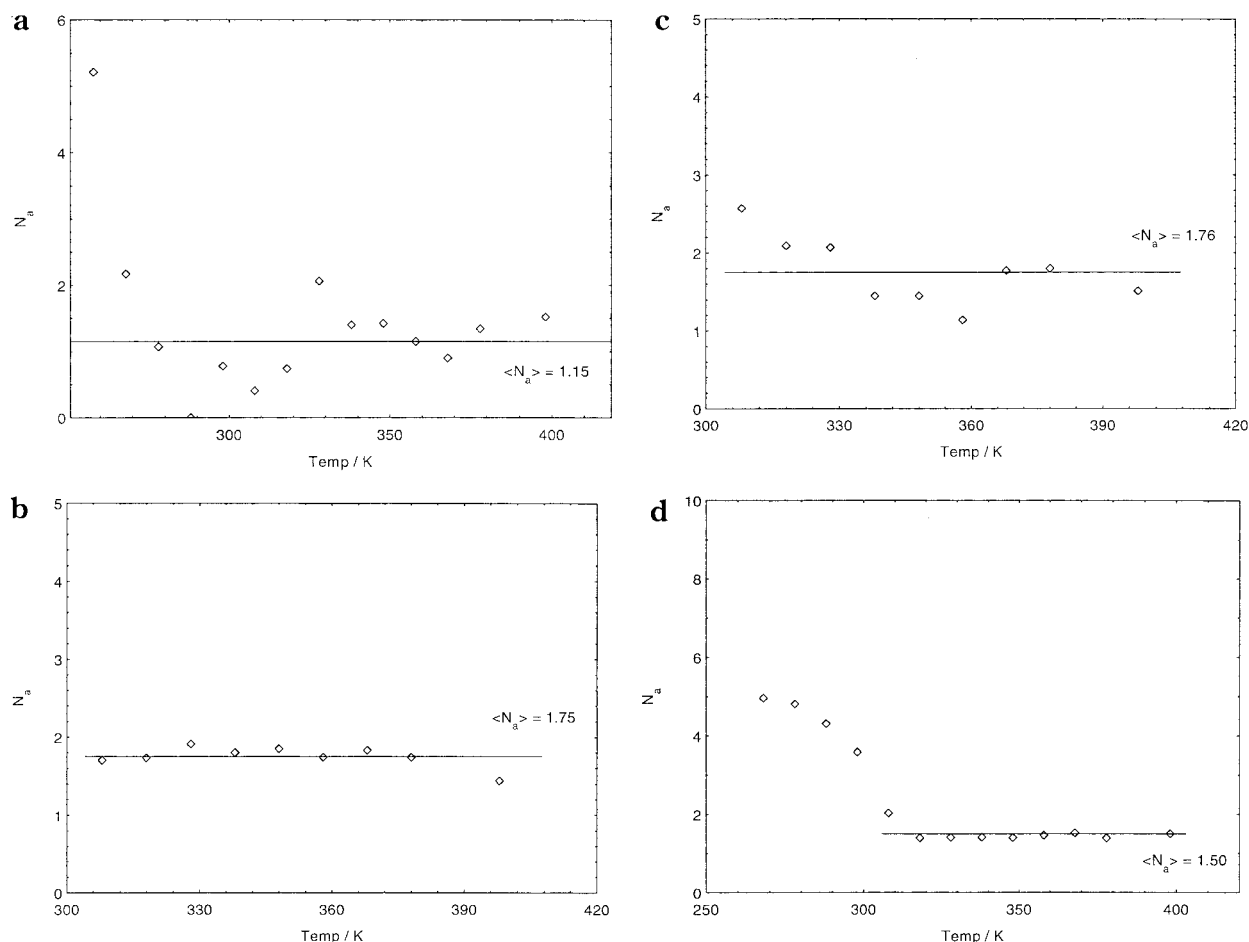 a
6
4
2
0
N_a
<N_a> = 1.15
300 350 400
Temp / K
c
5
4
3
2
1
0
N_a
<N_a> = 1.76
300 330 360 390 420
Temp / K
b
5
4
3
2
1
0
N_a
<N_a> = 1.75
300 330 360 390 420
Temp / K
d
10
8
6
4
2
0
N_a
<N_a> = 1.50
250 300 350 400
Temp / K